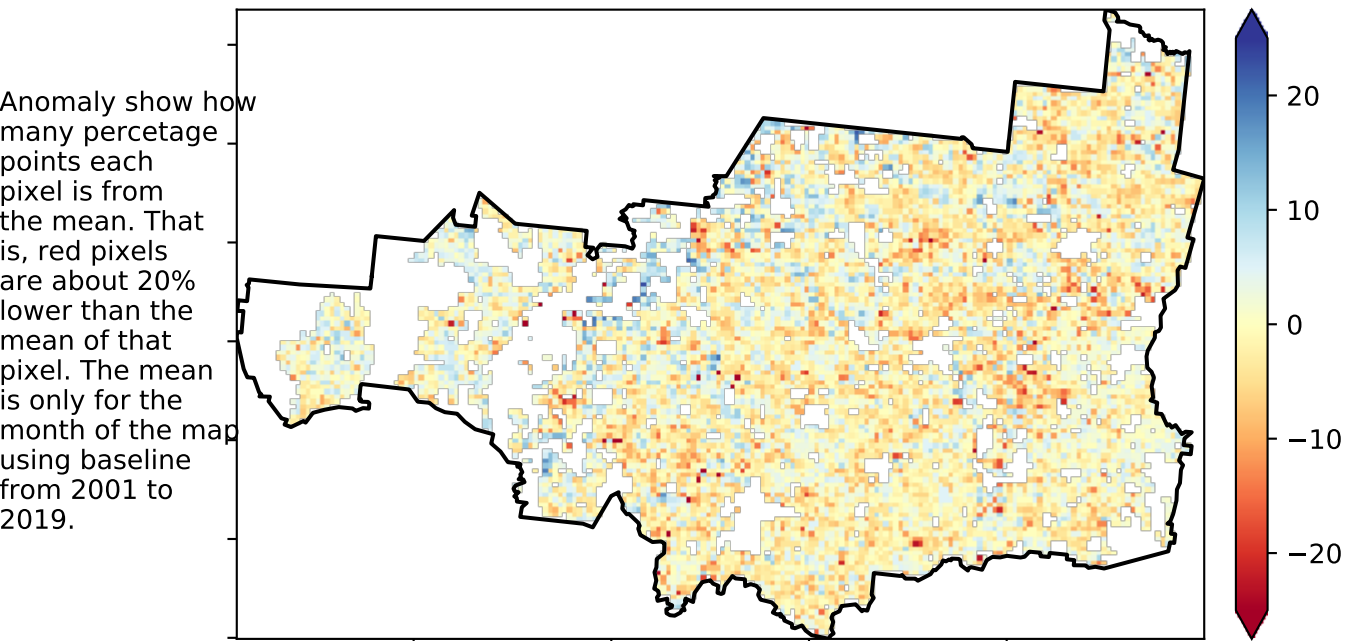 Anomaly show how
many percetage
points each
pixel is from
the mean. That
is, red pixels
are about 20%
lower than the
mean of that
pixel. The mean
is only for the
month of the map
using baseline
from 2001 to
2019.
20
10
0
−10
−20